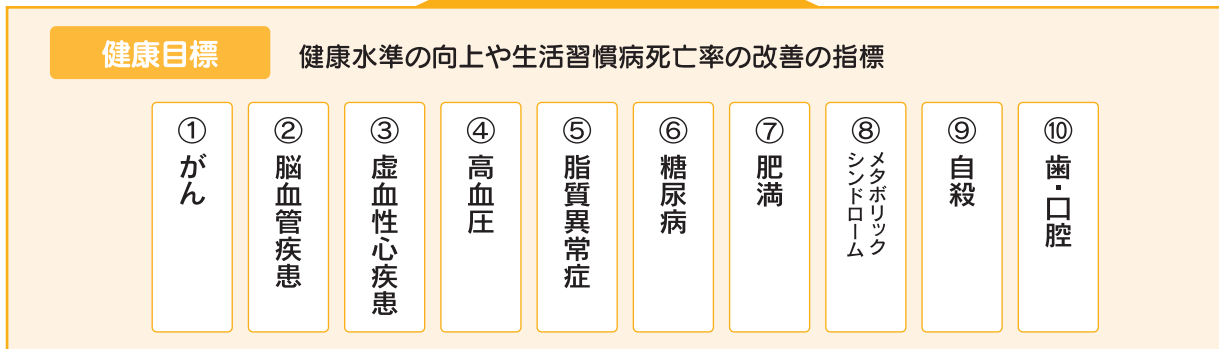 健康目標
健康水準の向上や生活習慣病死亡率の改善の指標
①がん
②脳血管疾患
③虚血性心疾患
④高血圧
⑤脂質異常症
⑥糖尿病
⑦肥満
⑧メタボリック
シンドローム
⑨自殺
⑩歯・口腔